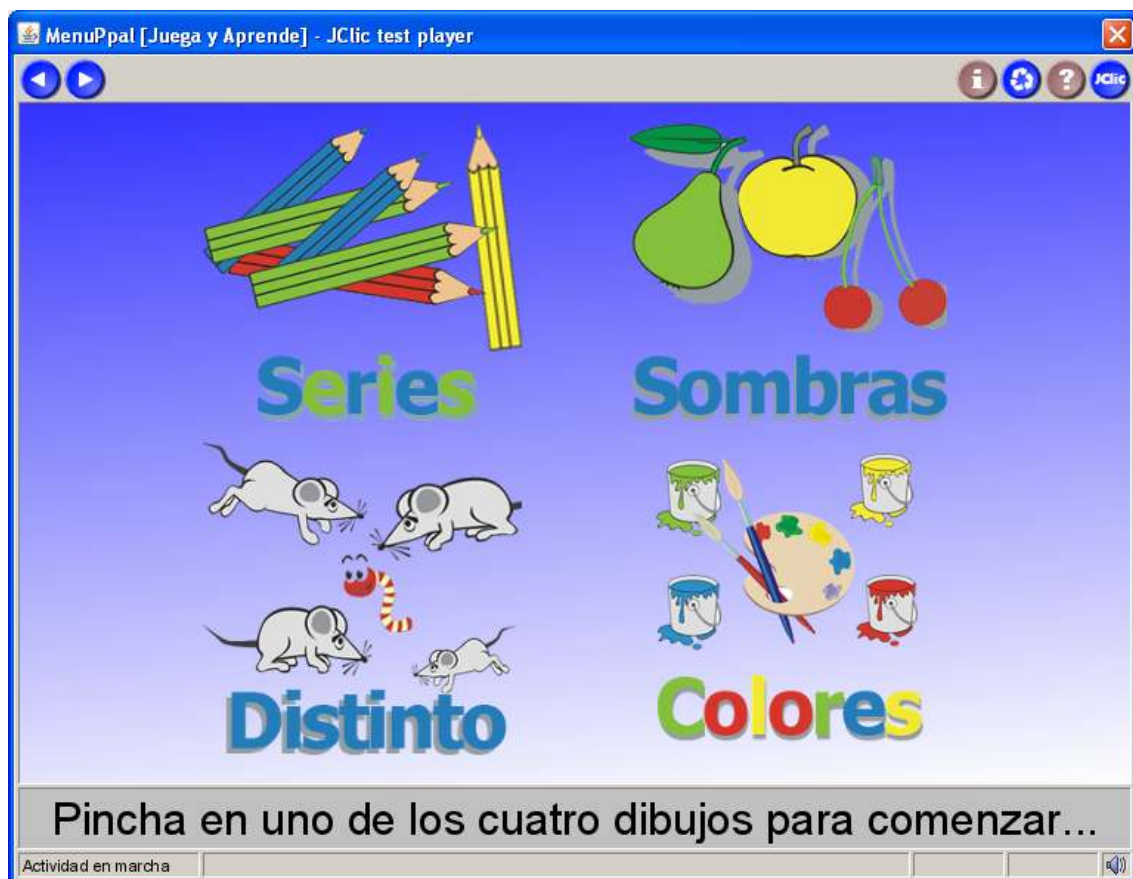 MenuPpal [Juega y Aprende] - JClic test player
i ? JClic
Series Sombras
Distinto Colores
Pincha en uno de los cuatro dibujos para comenzar...
Actividad en marcha